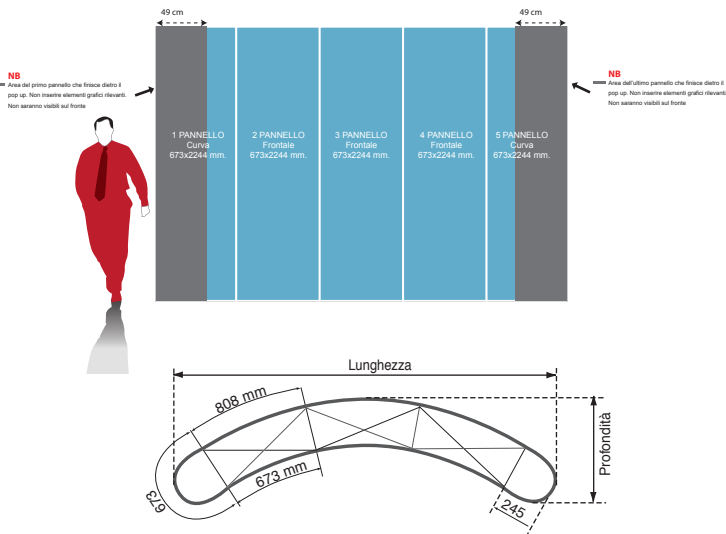 49 cm
49 cm
NB
Area del primo pannello che finisce dietro il
pop up. Non inserire elementi grafici rilevanti.
Non saranno visibili sul fronte
NB
Area dell'ultimo pannello che finisce dietro il
pop up. Non inserire elementi grafici rilevanti
Non saranno visibili sul fronte
1 PANNELLO
Curva
673x2244 mm.
2 PANNELLO
Frontale
673x2244 mm.
3 PANNELLO
Frontale
673x2244 mm.
4 PANNELLO
Frontale
673x2244 mm.
5 PANNELLO
Curva
673x2244 mm.
Lunghezza
808 mm
Profondità
673 mm
673
245